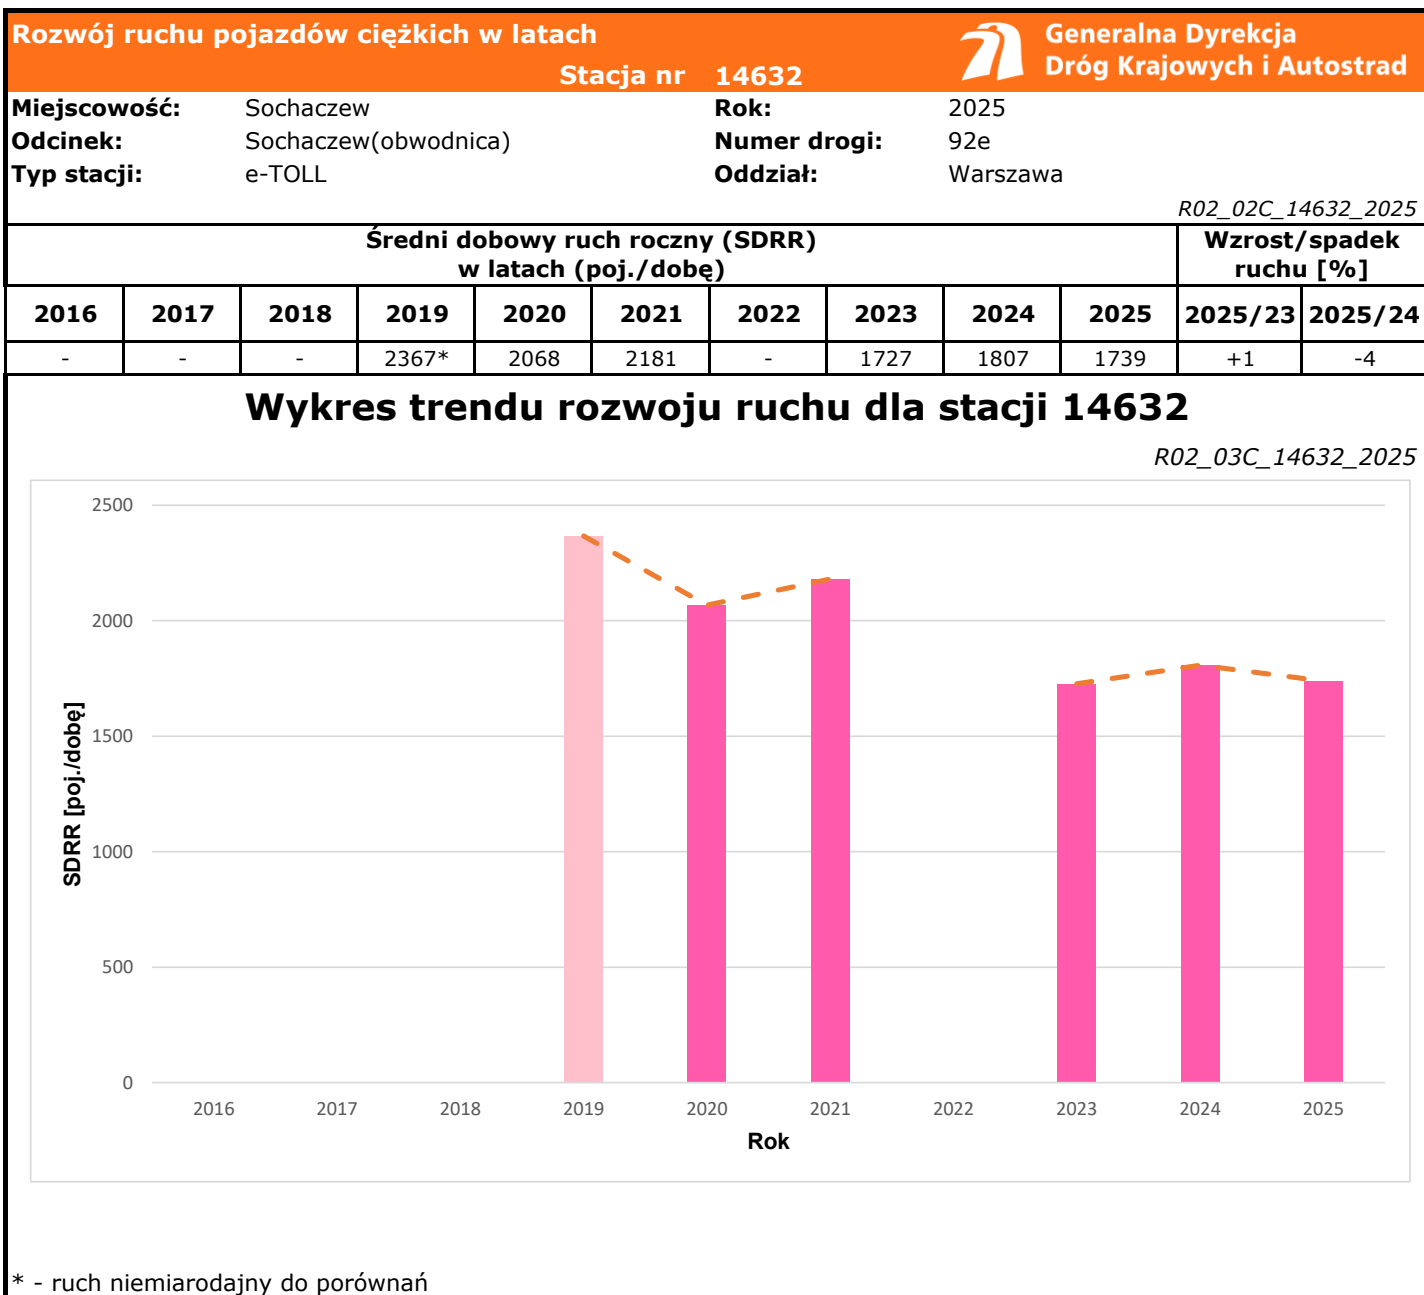 Rozwój ruchu pojazdów ciężkich w latach
Stacja nr 14632
Generalna Dyrekcja
Dróg Krajowych i Autostrad
Miejscowość: Sochaczew Rok: 2025
Odcinek: Sochaczew(obwodnica) Numer drogi: 92e
Typ stacji: e-TOLL Oddział: Warszawa
R02_02C_14632_2025
Średni dobowy ruch roczny (SDRR)
w latach (poj./dobę)
Wzrost/spadek
ruchu [%]
2016 2017 2018 2019 2020 2021 2022 2023 2024 2025 2025/23 2025/24
- - - 2367* 2068 2181 - 1727 1807 1739 +1 -4
Wykres trendu rozwoju ruchu dla stacji 14632
R02_03C_14632_2025
2500
2000
1500
1000
500
0
SDRR [poj./dobę]
2016 2017 2018 2019 2020 2021 2022 2023 2024 2025
Rok
* - ruch niemiarodajny do porównań